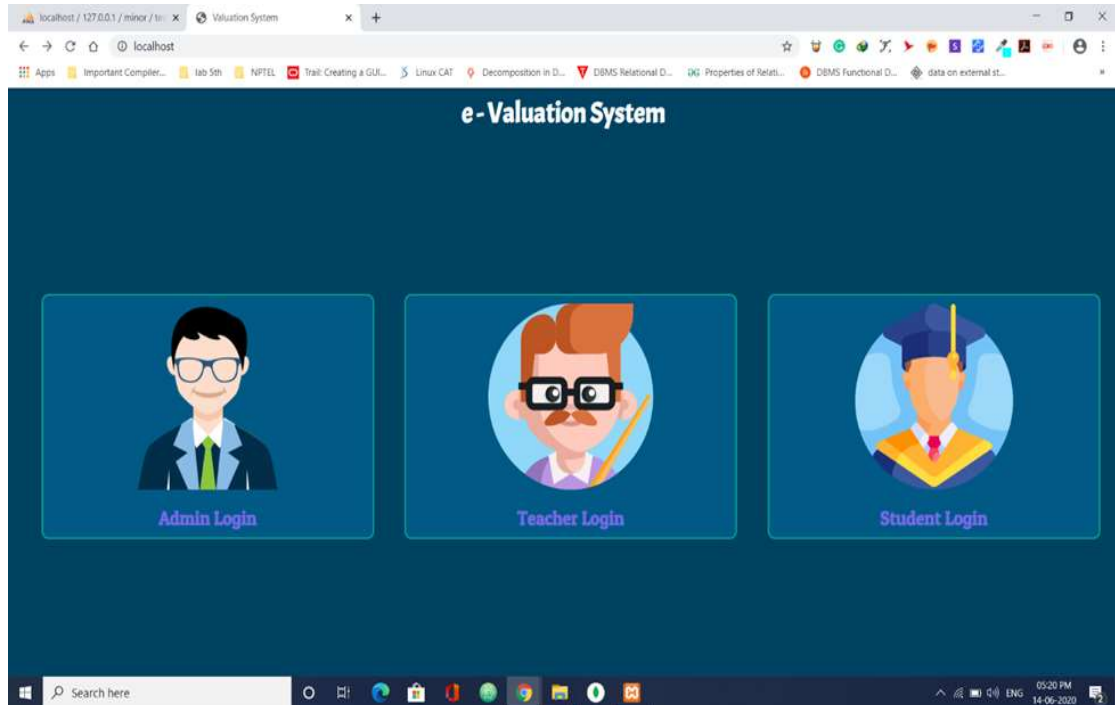 localhost / 127.0.0.1 / minor / te
Valuation System
localhost
Apps
Important Compiler...
lab 5th
NPTEL
Trail: Creating a GUI...
Linux CAT
Decomposition in D...
DBMS Relational D...
Properties of Relati...
DBMS Functional D...
data on external st...
e - Valuation System
Admin Login
Teacher Login
Student Login
Search here
ENG
05:20 PM
14-06-2020